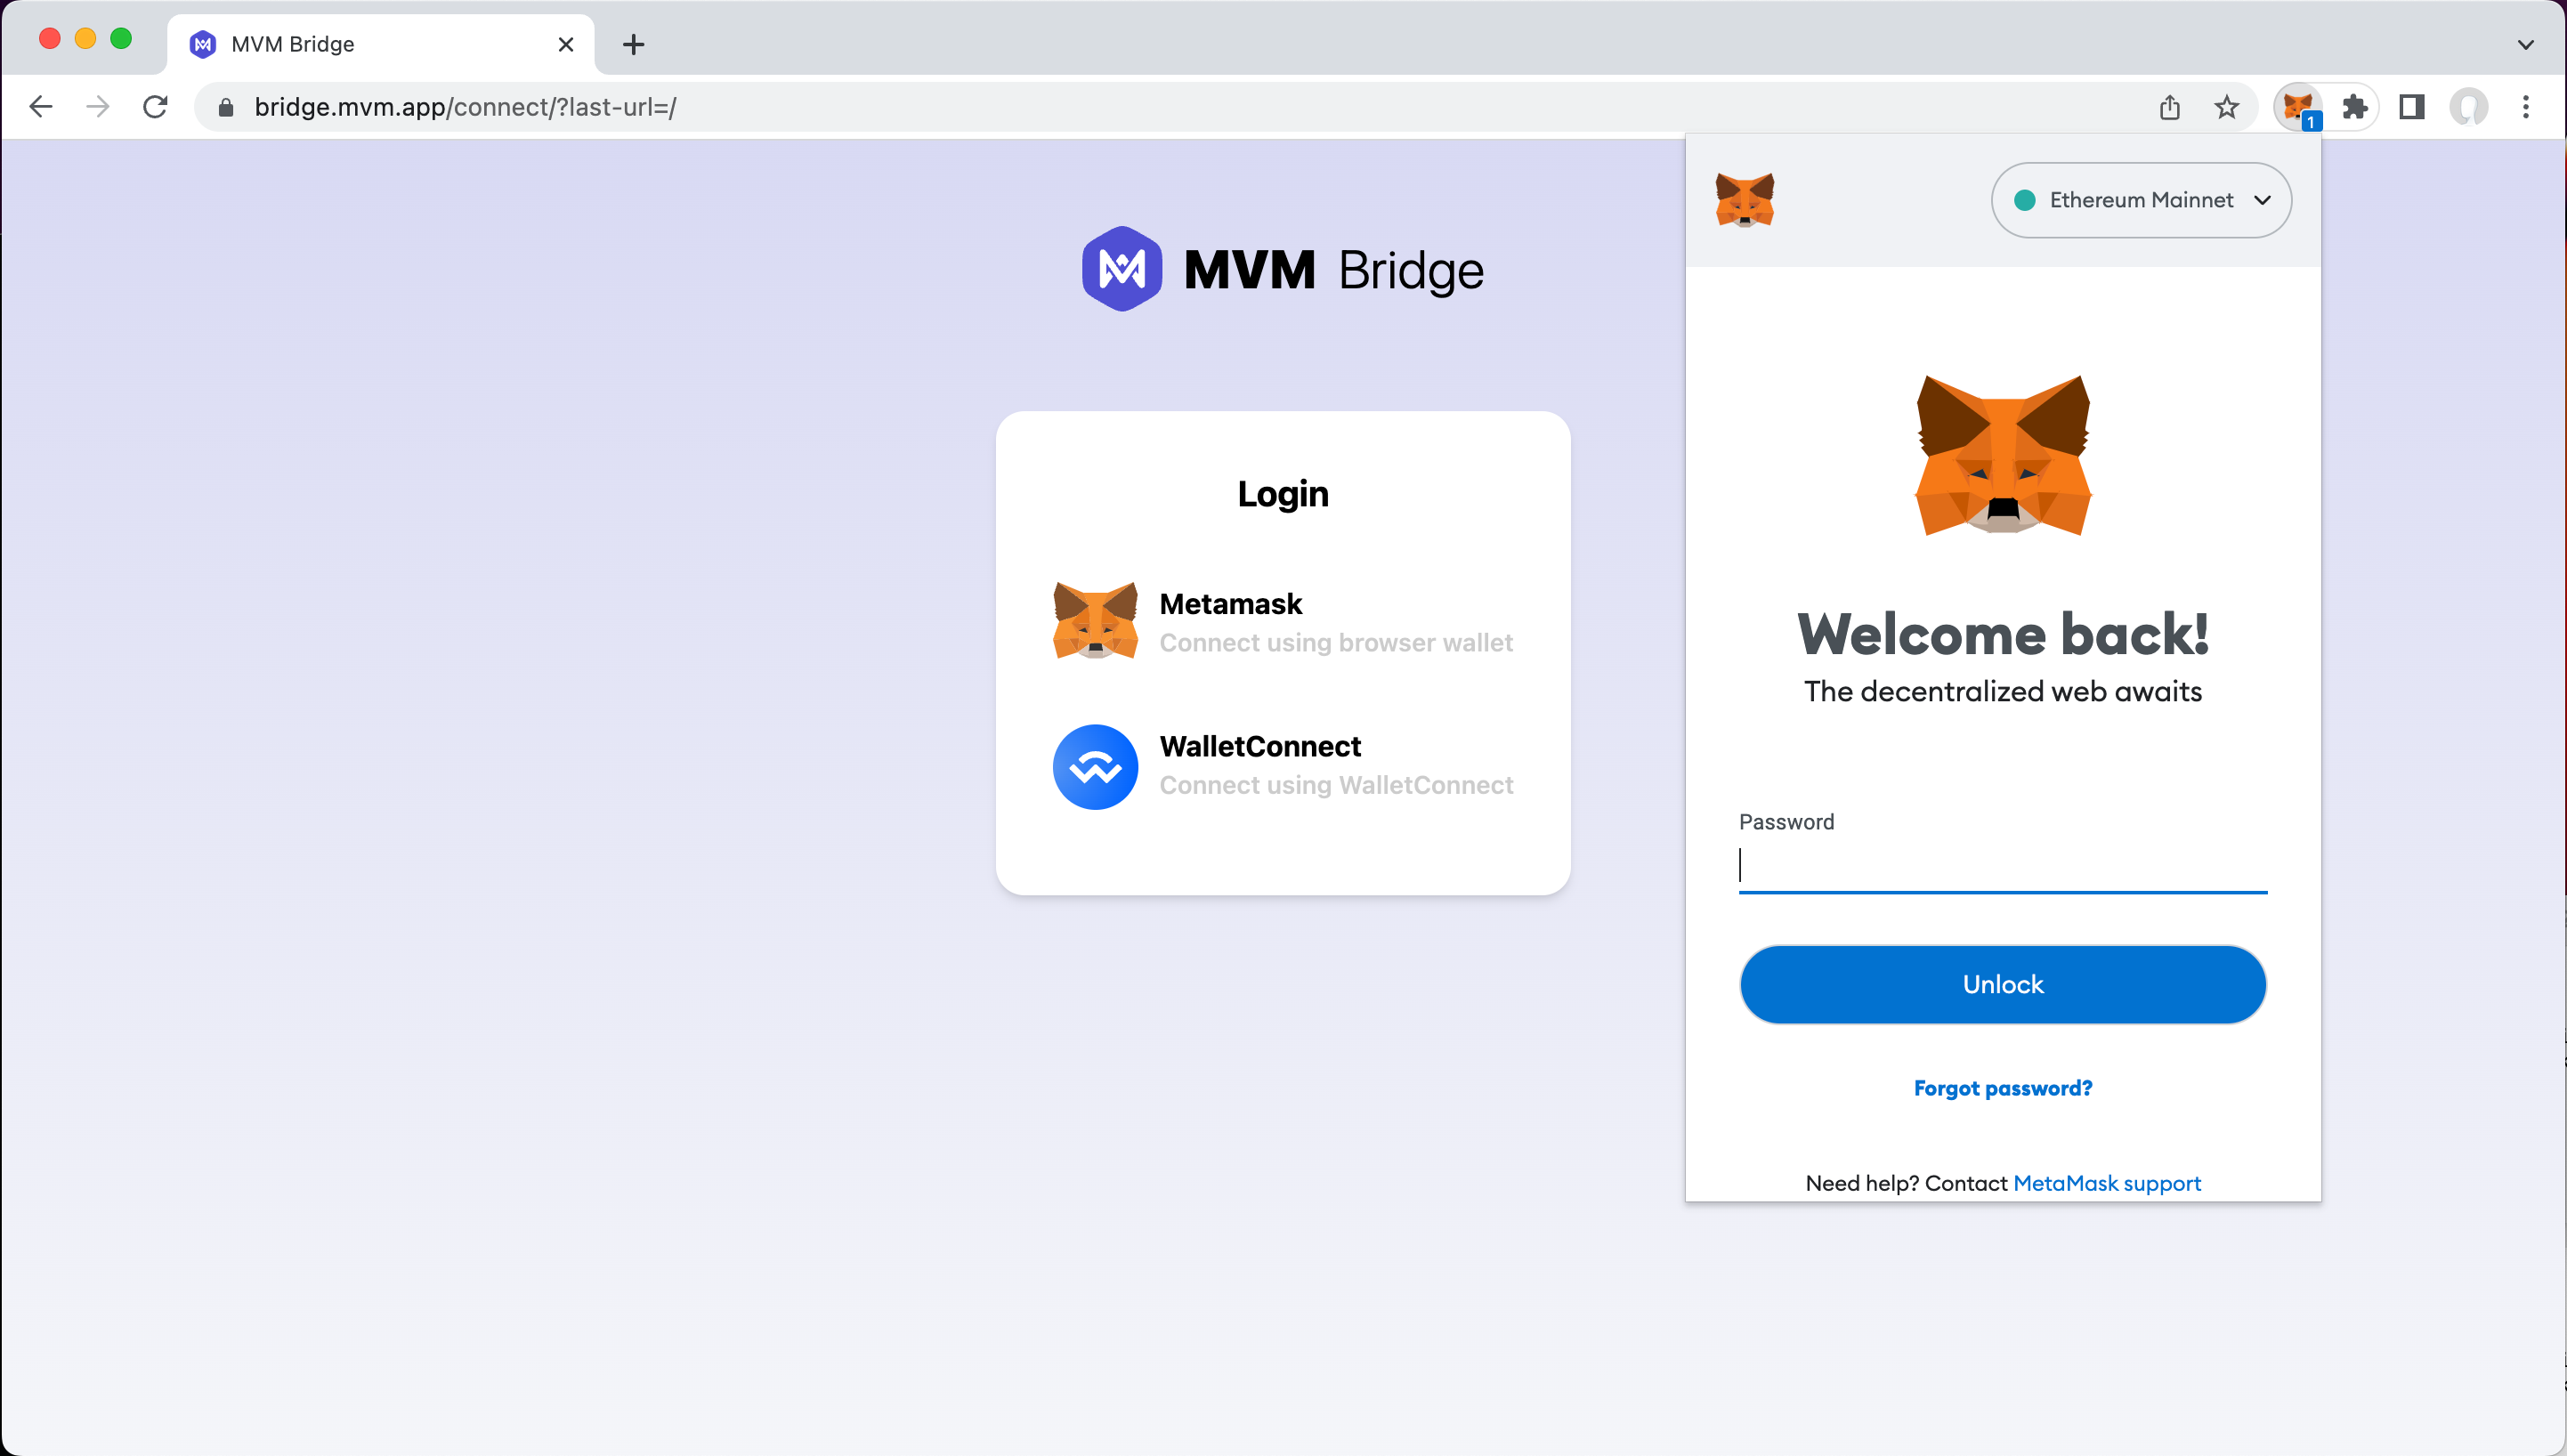 MVM Bridge
bridge.mvm.app/connect/?last-url=/
1
MVM Bridge
Login
Metamask
Connect using browser wallet
WalletConnect
Connect using WalletConnect
Ethereum Mainnet
Welcome back!
The decentralized web awaits
Password
Unlock
Forgot password?
Need help? Contact MetaMask support